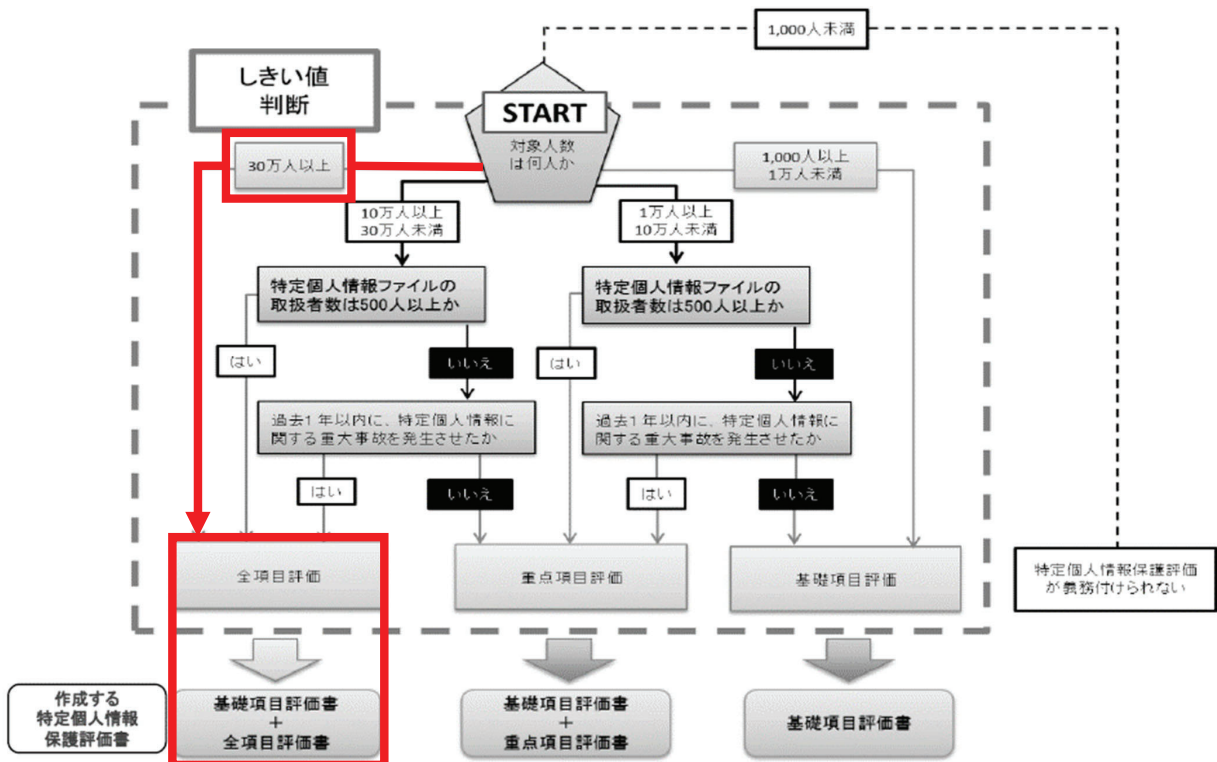 1,000人未満
しきい値
判断
START
対象人数
は何人か
30万人以上
1,000人以上
1万人未満
10万人以上
30万人未満
1万人以上
10万人未満
特定個人情報ファイルの
取扱者数は500人以上か
特定個人情報ファイルの
取扱者数は500人以上か
はい
いいえ
はい
いいえ
過去1年以内に、特定個人情報に
関する重大事故を発生させたか
過去1年以内に、特定個人情報に
関する重大事故を発生させたか
はい
いいえ
はい
いいえ
全項目評価
重点項目評価
基礎項目評価
特定個人情報保護評価
が義務付けられない
作成する
特定個人情報
保護評価書
基礎項目評価書
+
全項目評価書
基礎項目評価書
+
重点項目評価書
基礎項目評価書